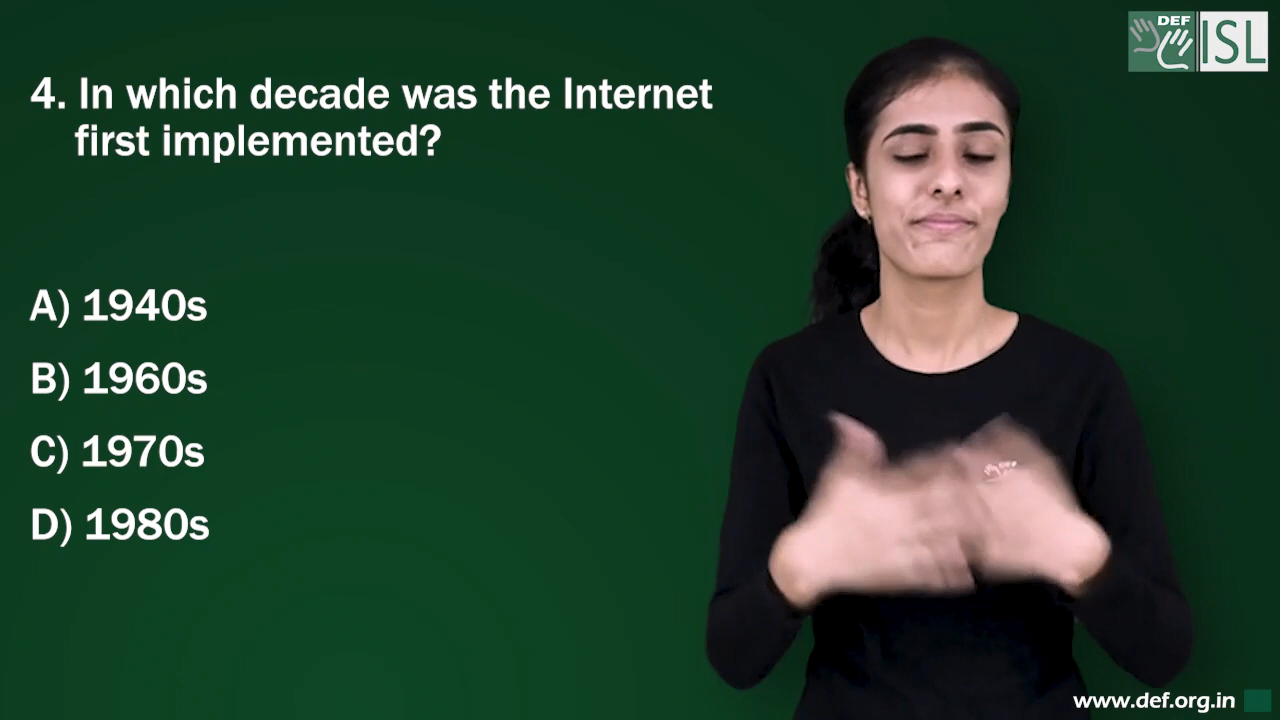 DEF
ISL
4. In which decade was the Internet
first implemented?
A) 1940s
B) 1960s
C) 1970s
D) 1980s
www.def.org.in